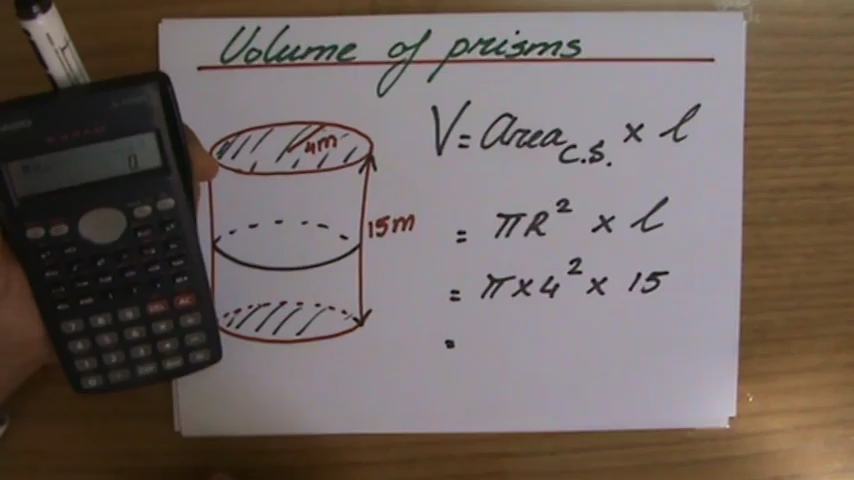 Volume of prisms
4m
15m
V = Area C.S. × l
= πR² × l
= π × 4² × 15
=
0